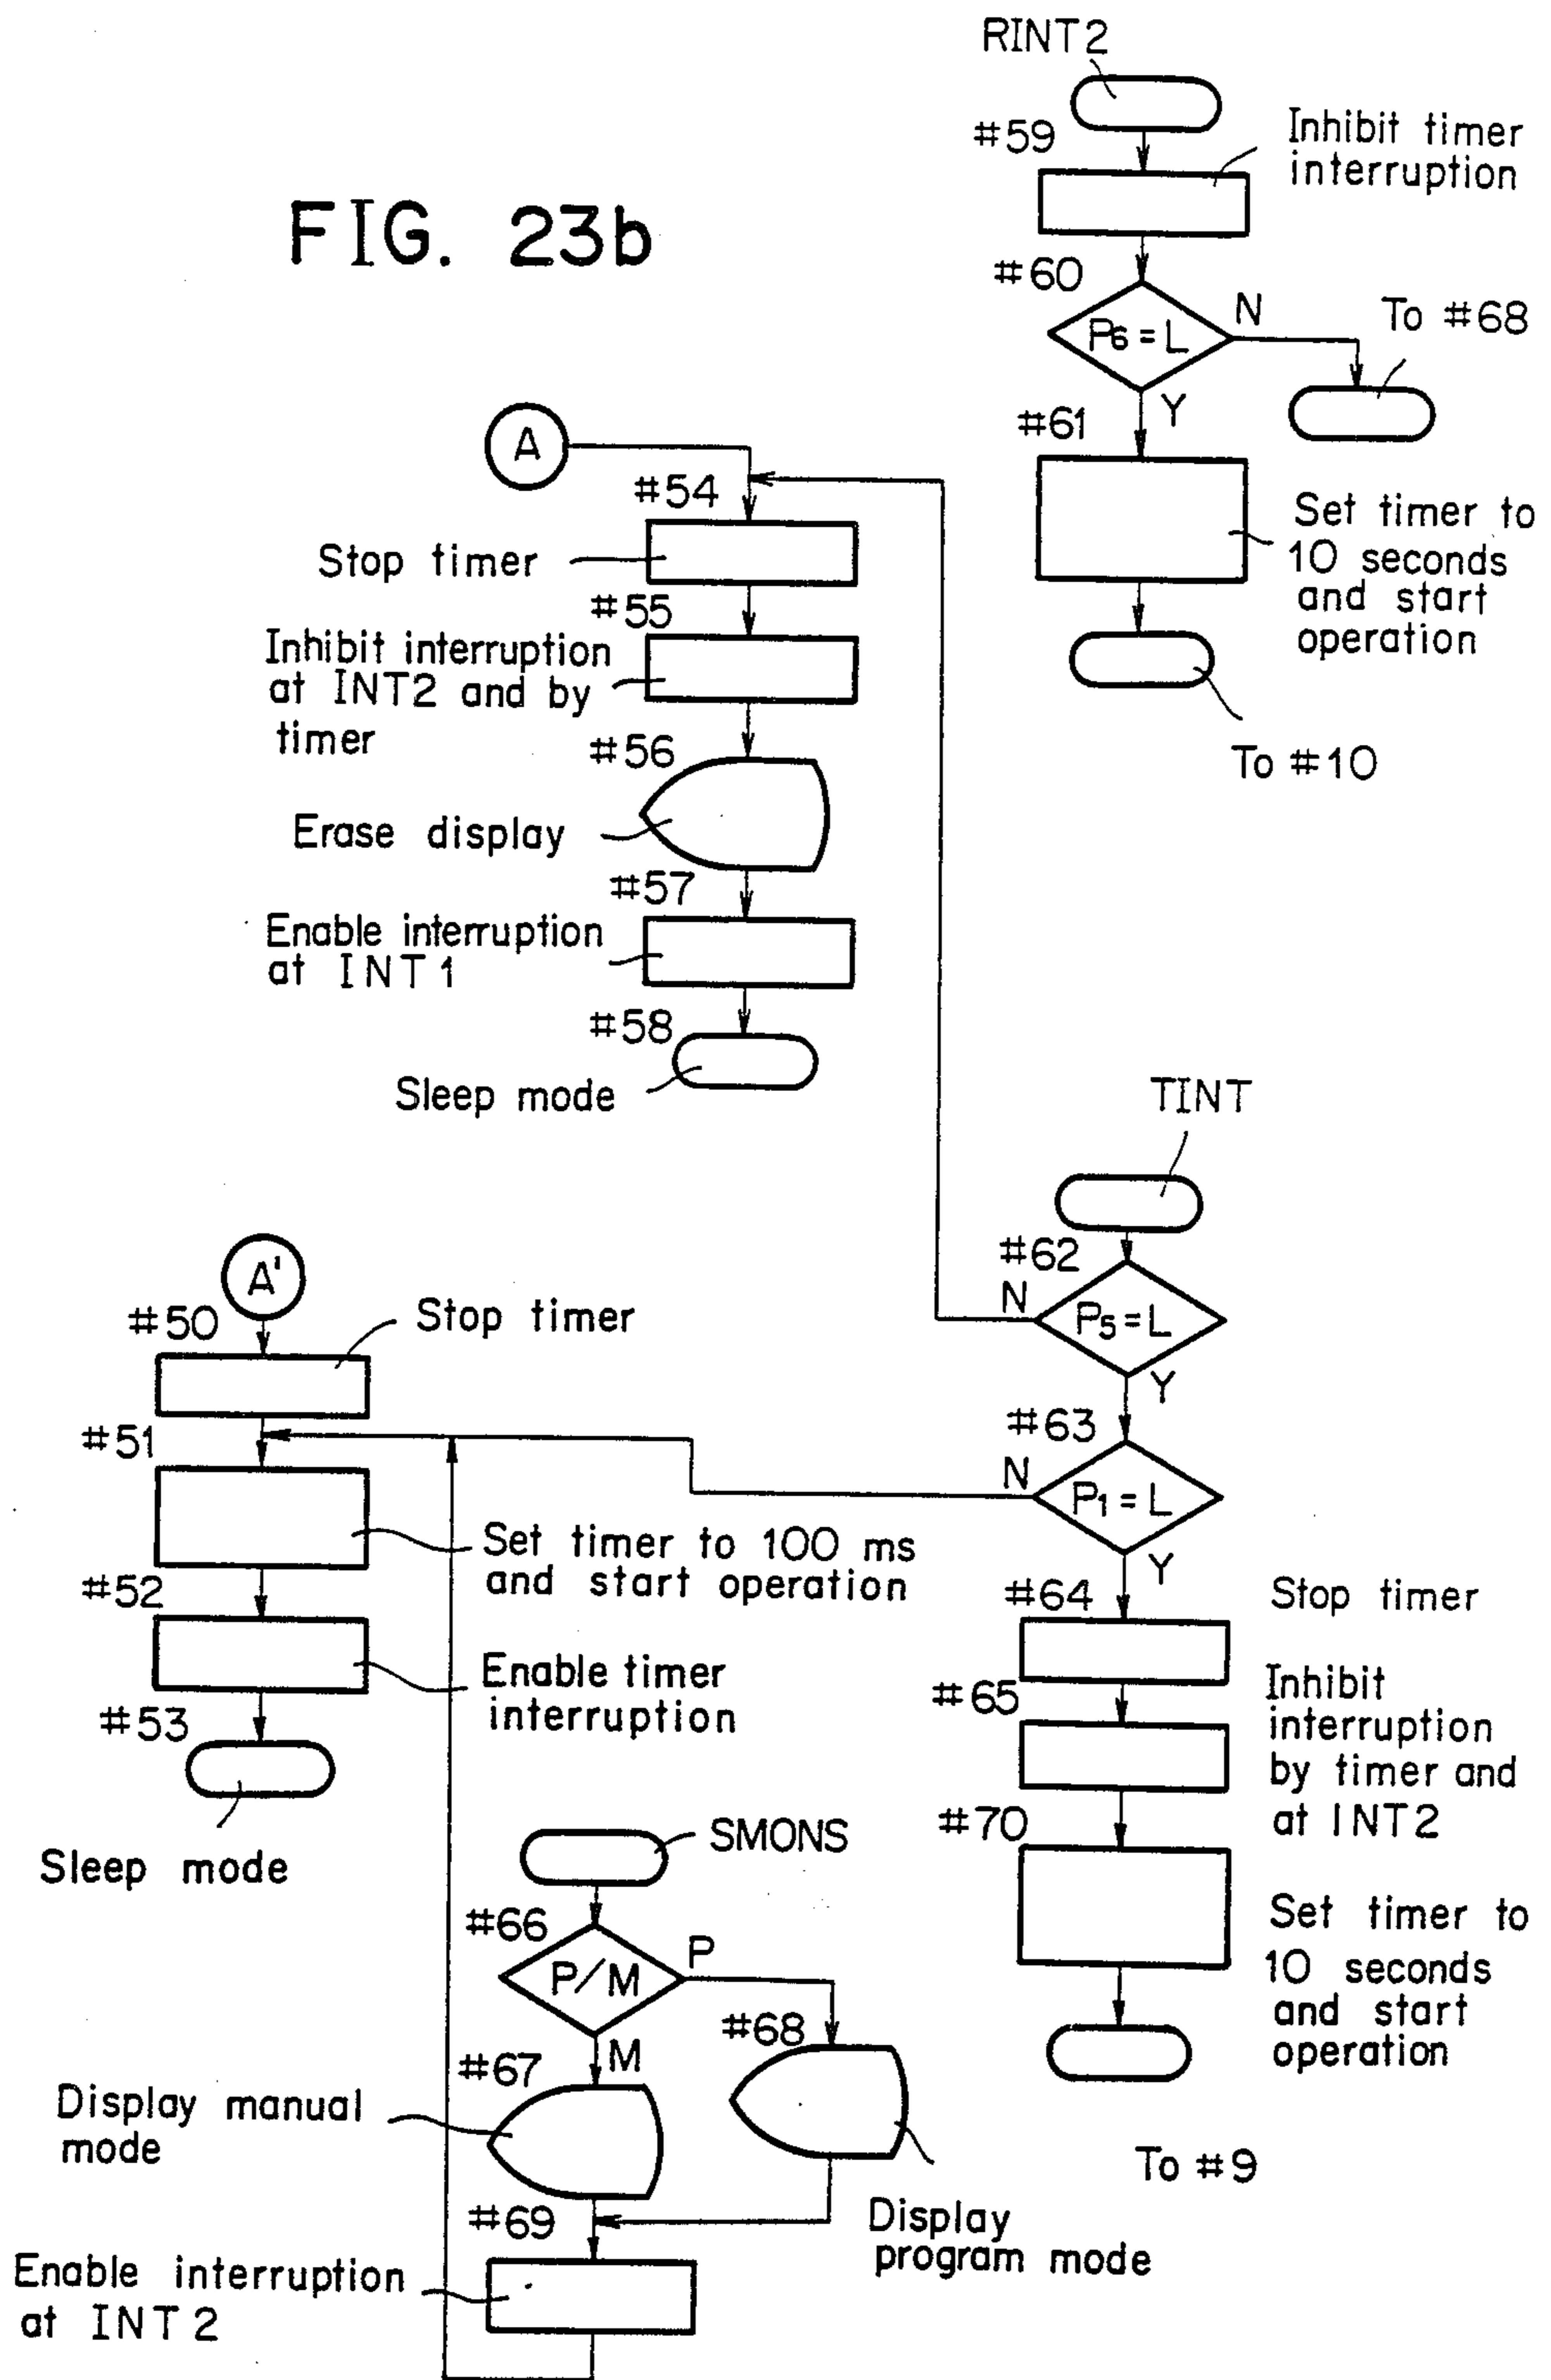 FIG. 23b
RINT2
#59
Inhibit timer
interruption
#60
P6 = L
N
To #68
Y
#61
Set timer to
10 seconds
and start
operation
To #10
A
#54
Stop timer
#55
Inhibit interruption
at INT2 and by
timer
#56
Erase display
#57
Enable interruption
at INT1
#58
Sleep mode
TINT
#62
N
P5 = L
Y
#63
N
P1 = L
Y
#64
Stop timer
#65
Inhibit
interruption
by timer and
at INT2
#70
Set timer to
10 seconds
and start
operation
To #9
A'
#50
Stop timer
#51
Set timer to 100 ms
and start operation
#52
Enable timer
interruption
#53
Sleep mode
SMONS
#66
P/M
P
M
#67
Display manual
mode
#68
Display
program mode
#69
Enable interruption
at INT2